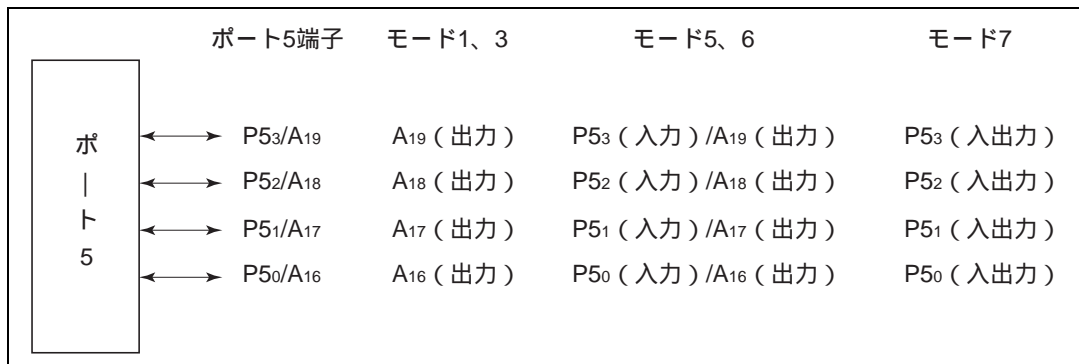 ポート5端子 モード1、3 モード5、6 モード7
ポート5
P53/A19 A19(出力) P53(入力)/A19(出力) P53(入出力)
P52/A18 A18(出力) P52(入力)/A18(出力) P52(入出力)
P51/A17 A17(出力) P51(入力)/A17(出力) P51(入出力)
P50/A16 A16(出力) P50(入力)/A16(出力) P50(入出力)